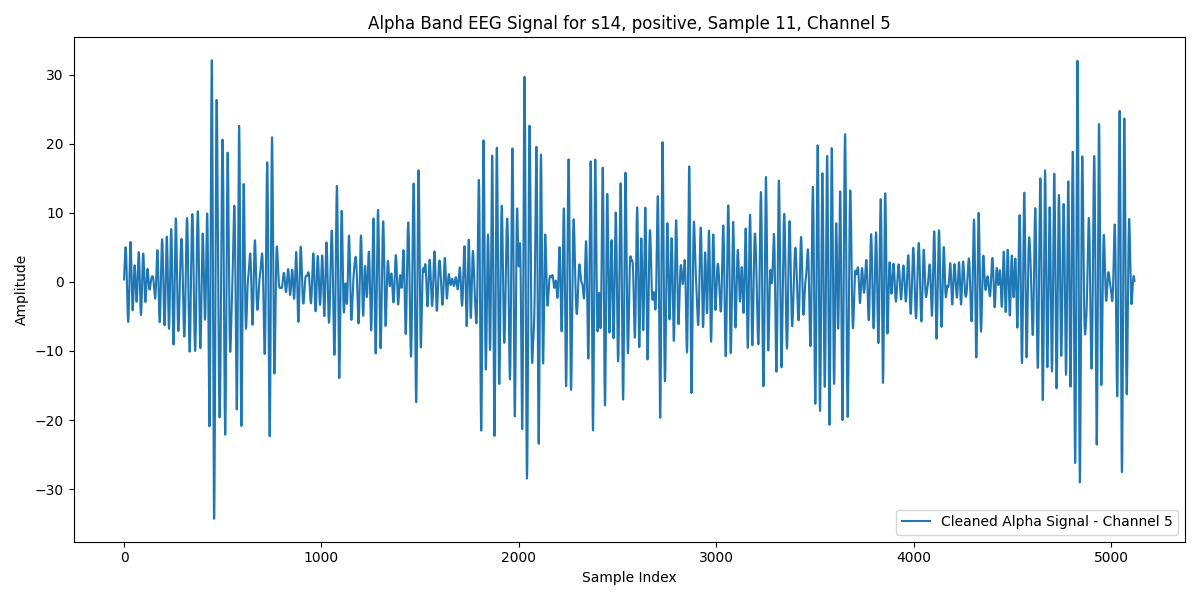 Alpha Band EEG Signal for s14, positive, Sample 11, Channel 5
30
20
10
0
−10
−20
−30
Amplitude
0 1000 2000 3000 4000 5000
Sample Index
Cleaned Alpha Signal - Channel 5